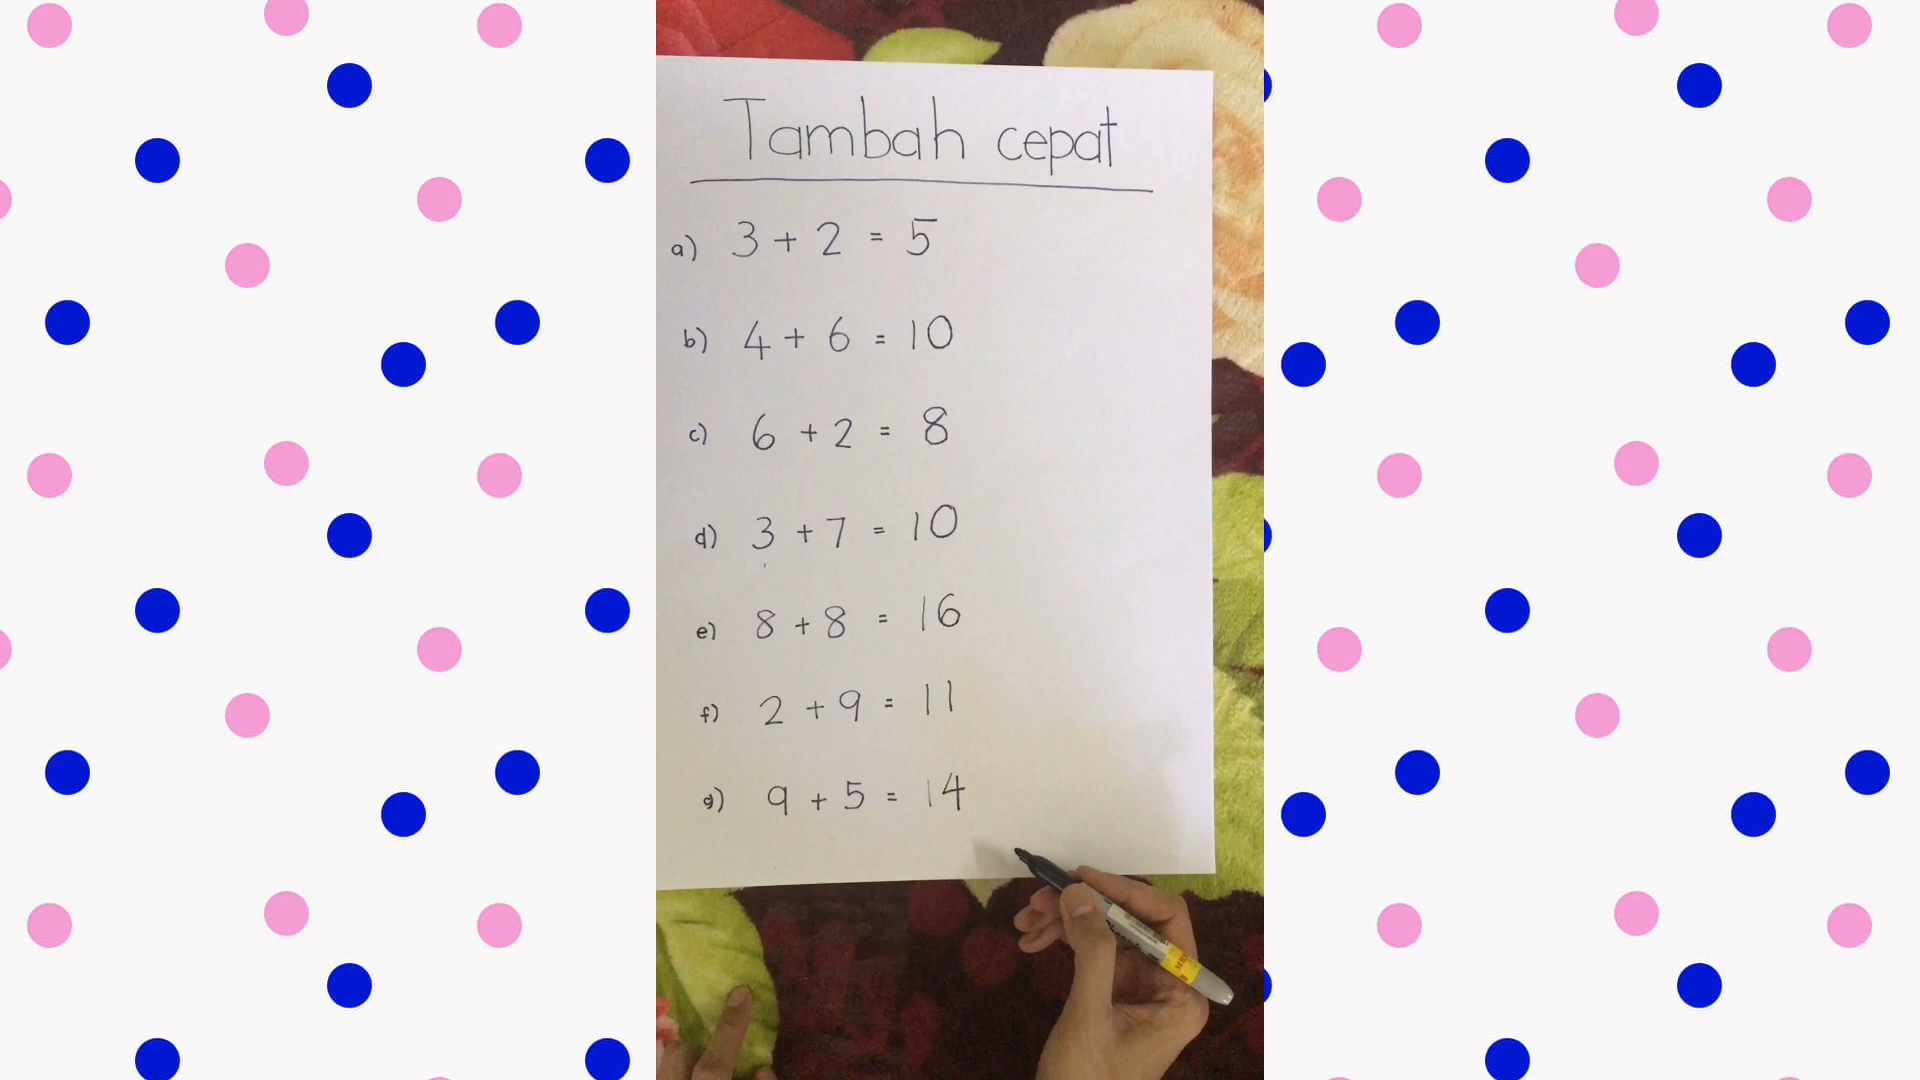 Tambah cepat
a) 3 + 2 = 5
b) 4 + 6 = 10
c) 6 + 2 = 8
d) 3 + 7 = 10
e) 8 + 8 = 16
f) 2 + 9 = 11
g) 9 + 5 = 14